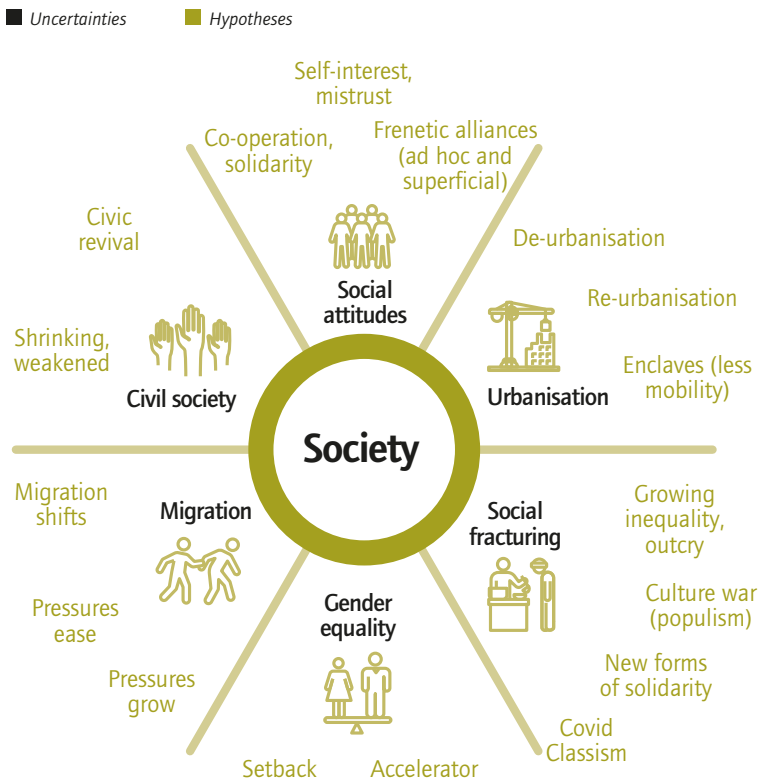 Uncertainties
Hypotheses
Self-interest,
mistrust
Co-operation,
solidarity
Frenetic alliances
(ad hoc and
superficial)
Social
attitudes
Civic
revival
Shrinking,
weakened
Civil society
De-urbanisation
Re-urbanisation
Enclaves (less
mobility)
Urbanisation
Society
Migration
shifts
Migration
Pressures
ease
Pressures
grow
Social
fracturing
Growing
inequality,
outcry
Culture war
(populism)
New forms
of solidarity
Covid
Classism
Gender
equality
Setback
Accelerator